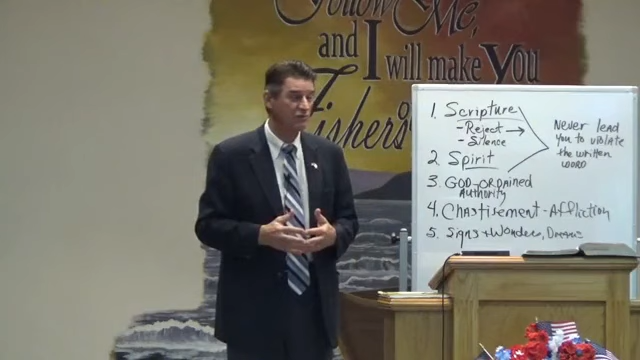 Follow Me,
and I will make You
Fishers
1. Scripture
- Reject →
- Silence
Never lead
you to violate
the written
word
2. Spirit
3. GOD-ORDAINED
Authority
4. Chastisement - Affliction
5. Signs + Wonders, Dreams